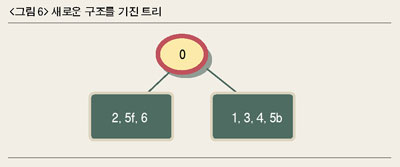 <그림 6> 새로운 구조를 가진 트리
0
2, 5f, 6
1, 3, 4, 5b